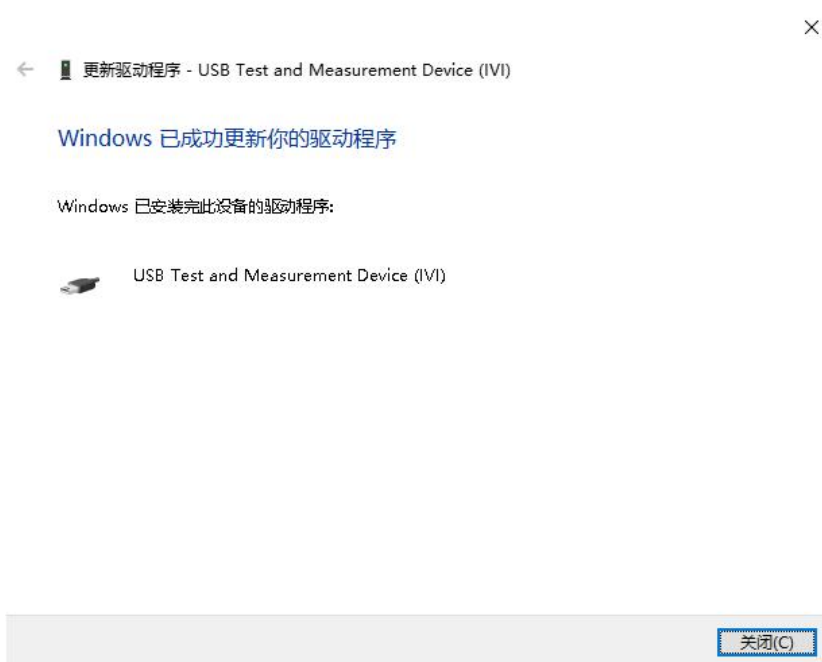 更新驱动程序 - USB Test and Measurement Device (IVI)
Windows 已成功更新你的驱动程序
Windows 已安装完此设备的驱动程序:
USB Test and Measurement Device (IVI)
关闭(C)